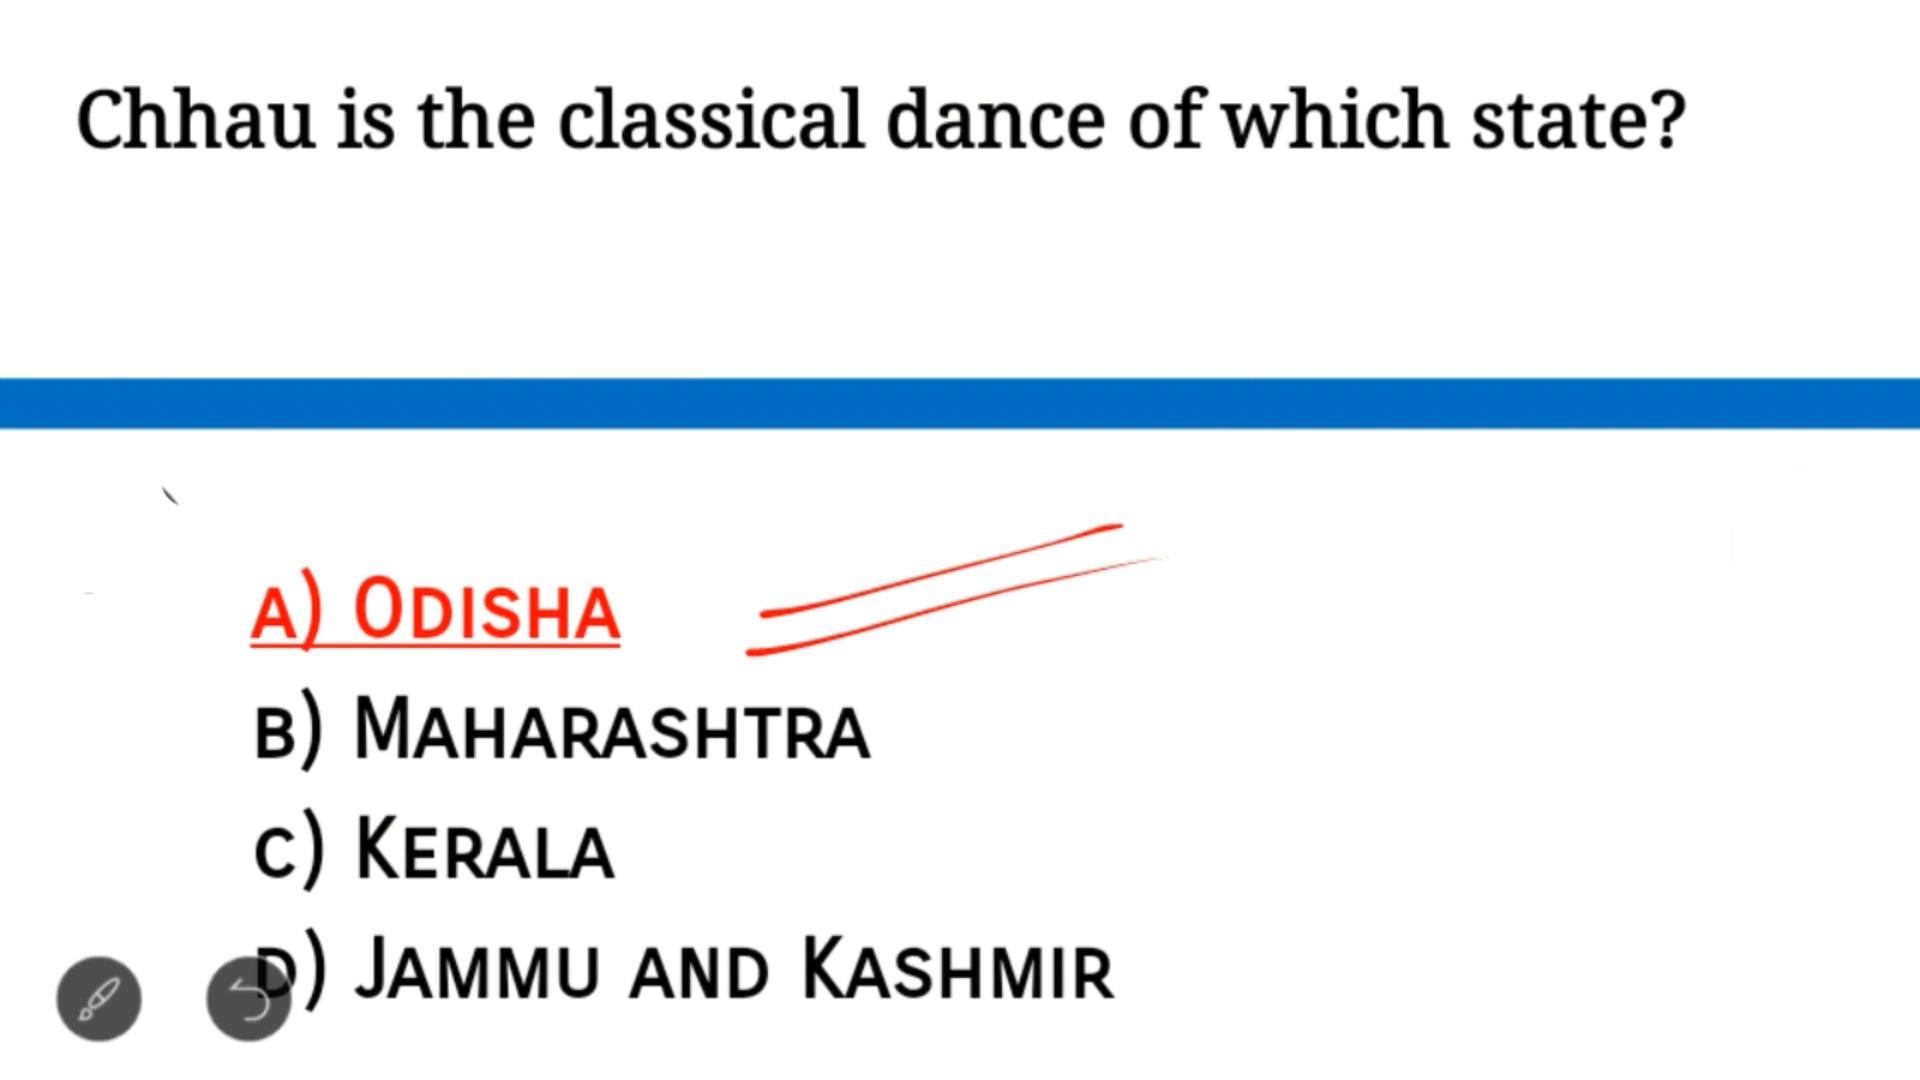 Chhau is the classical dance of which state?
A) Odisha
B) Maharashtra
C) Kerala
D) Jammu and Kashmir